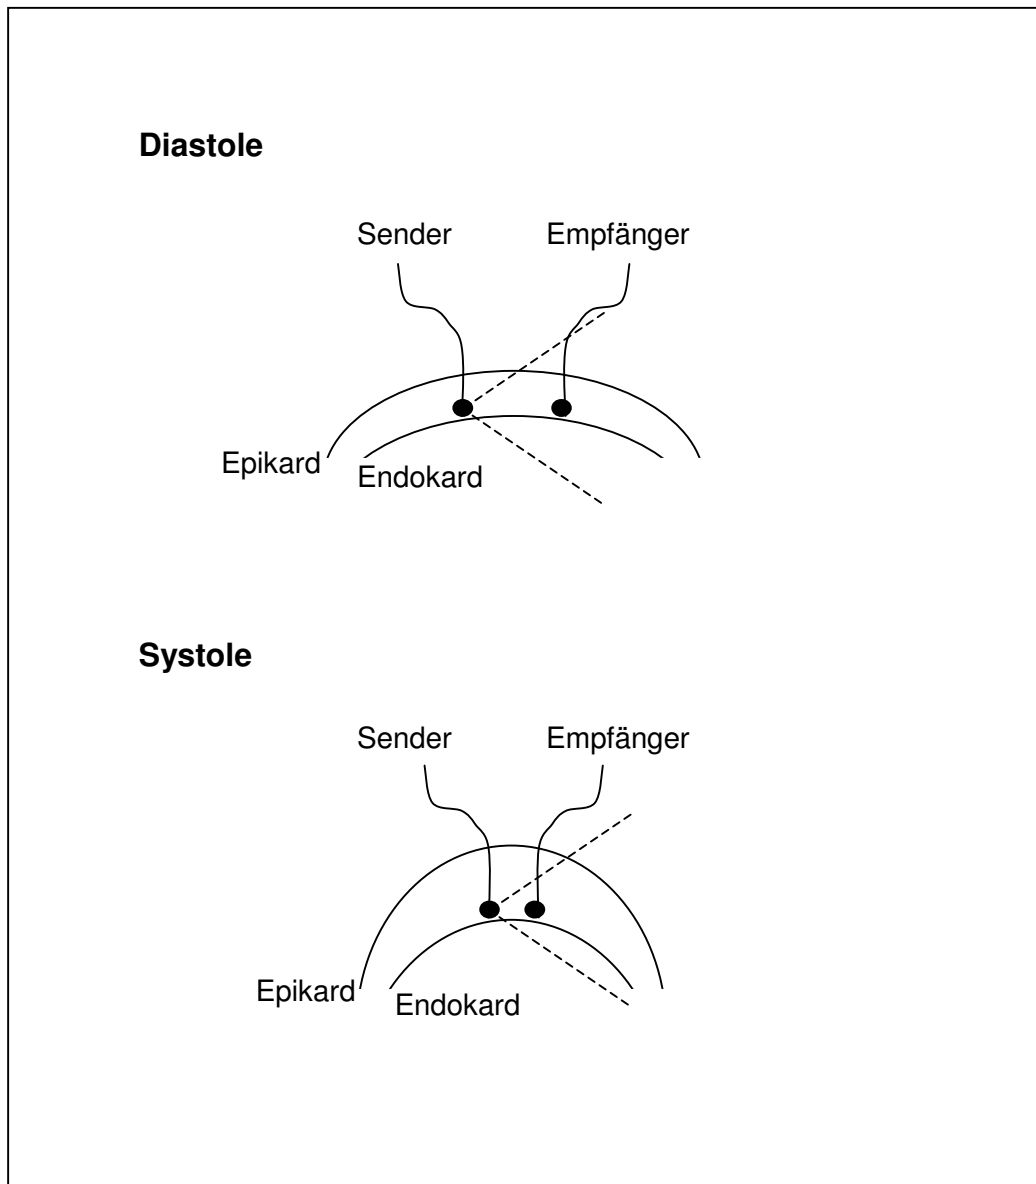 Diastole
Sender Empfänger
Epikard
Endokard
Systole
Sender Empfänger
Epikard
Endokard